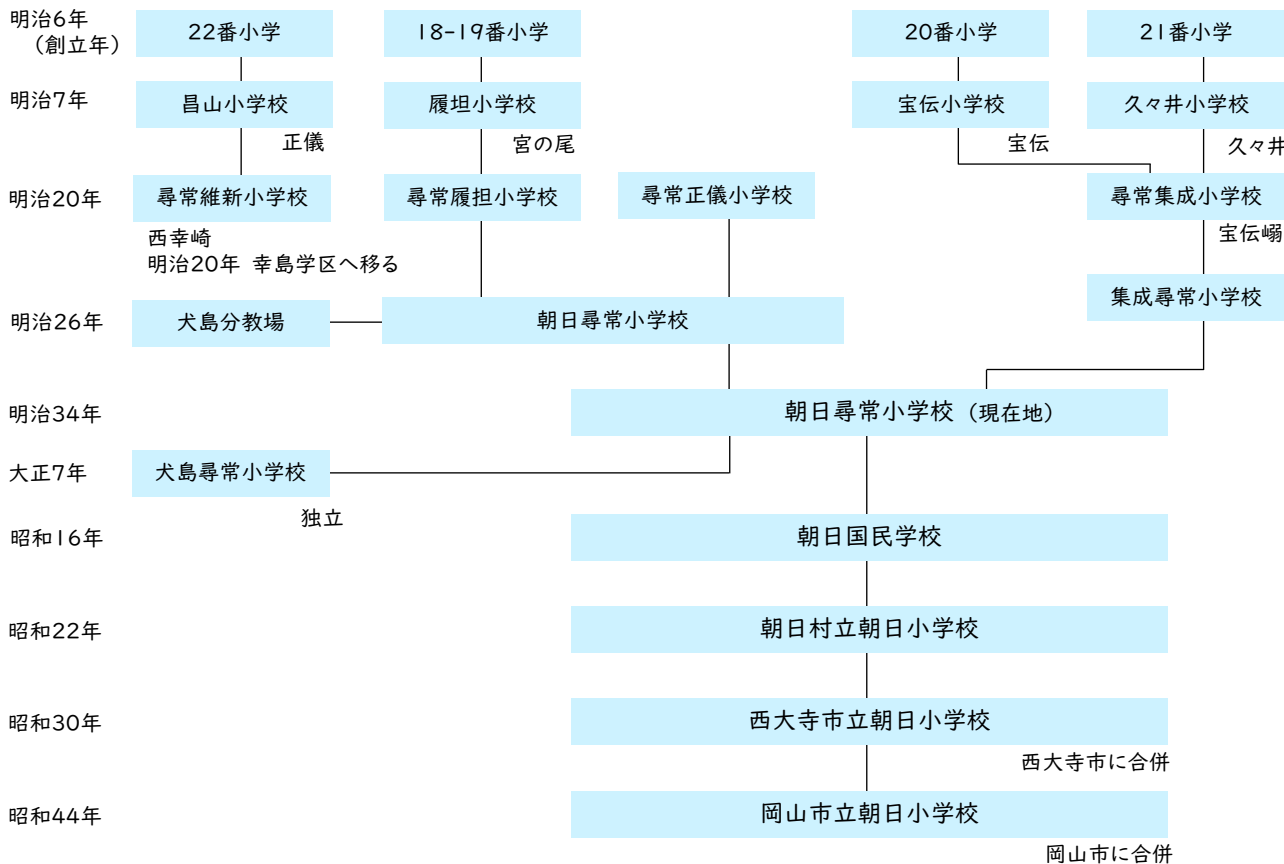 明治6年
（創立年）
22番小学
18-19番小学
20番小学
21番小学
明治7年
昌山小学校
履坦小学校
宝伝小学校
久々井小学校
正儀
宮の尾
宝伝
久々井
明治20年
尋常維新小学校
尋常履担小学校
尋常正儀小学校
尋常集成小学校
西幸崎
明治20年 幸島学区へ移る
宝伝嵶
集成尋常小学校
明治26年
犬島分教場
朝日尋常小学校
明治34年
朝日尋常小学校（現在地）
大正7年
犬島尋常小学校
独立
昭和16年
朝日国民学校
昭和22年
朝日村立朝日小学校
昭和30年
西大寺市立朝日小学校
西大寺市に合併
昭和44年
岡山市立朝日小学校
岡山市に合併